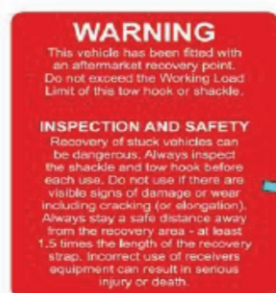 WARNING
This vehicle has been fitted with
an aftermarket recovery point.
Do not exceed the Working Load
Limit of this tow hook or shackle.
INSPECTION AND SAFETY
Recovery of stuck vehicles can
be dangerous. Always inspect
the shackle and tow hook before
each use. Do not use if there are
visible signs of damage or wear
including cracking (or elongation).
Always stay a safe distance away
from the recovery area - at least
1.5 times the length of the recovery
strap. Incorrect use of receivers
equipment can result in serious
injury or death.